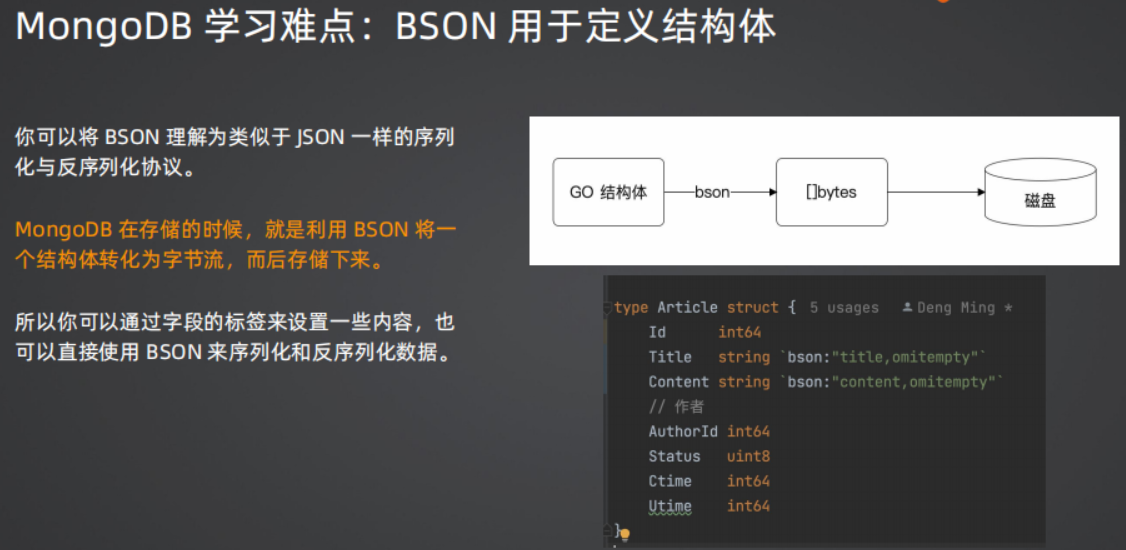 MongoDB 学习难点：BSON 用于定义结构体
你可以将 BSON 理解为类似于 JSON 一样的序列
化与反序列化协议。
MongoDB 在存储的时候，就是利用 BSON 将一
个结构体转化为字节流，而后存储下来。
所以你可以通过字段的标签来设置一些内容，也
可以直接使用 BSON 来序列化和反序列化数据。
GO 结构体
bson
[]bytes
磁盘
type Article struct { 5 usages Deng Ming *
Id int64
Title string `bson:"title,omitempty"`
Content string `bson:"content,omitempty"`
// 作者
AuthorId int64
Status uint8
Ctime int64
Utime int64
}